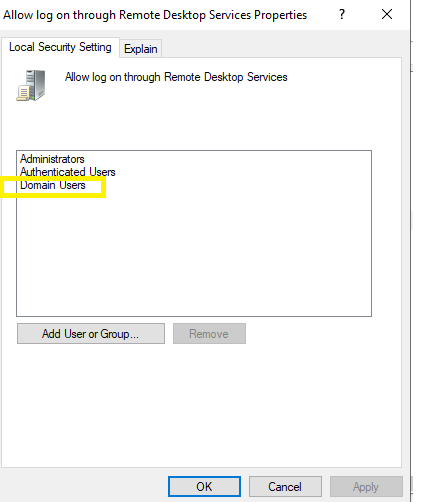 Allow log on through Remote Desktop Services Properties ?
Local Security Setting Explain
Allow log on through Remote Desktop Services
Administrators
Authenticated Users
Domain Users
Add User or Group... Remove
OK Cancel Apply